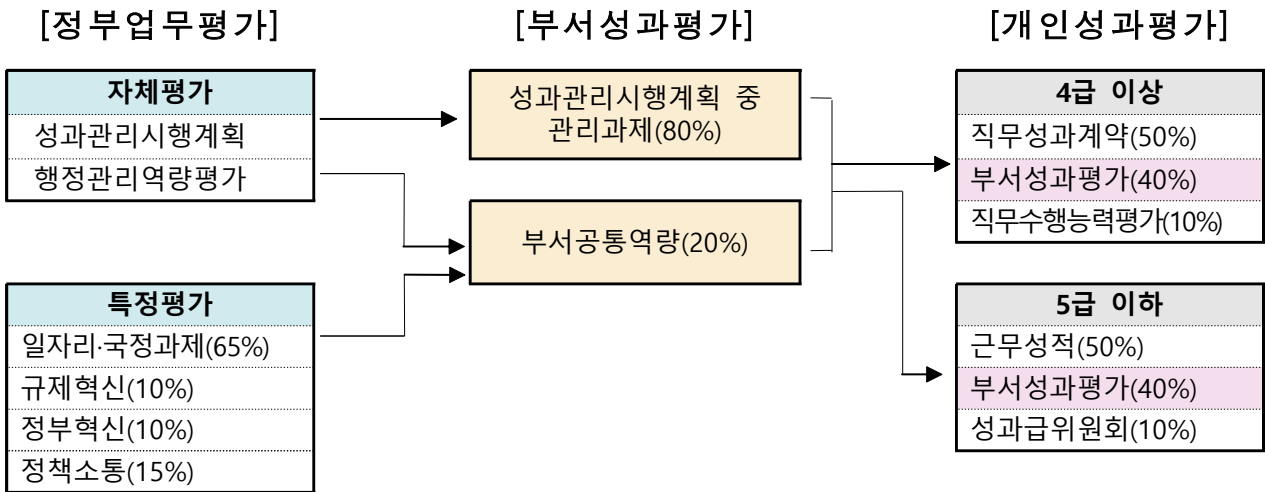 [정부업무평가]
자체평가
성과관리시행계획
행정관리역량평가
특정평가
일자리·국정과제(65%)
규제혁신(10%)
정부혁신(10%)
정책소통(15%)
[부서성과평가]
성과관리시행계획 중
관리과제(80%)
부서공통역량(20%)
[개인성과평가]
4급 이상
직무성과계약(50%)
부서성과평가(40%)
직무수행능력평가(10%)
5급 이하
근무성적(50%)
부서성과평가(40%)
성과급위원회(10%)